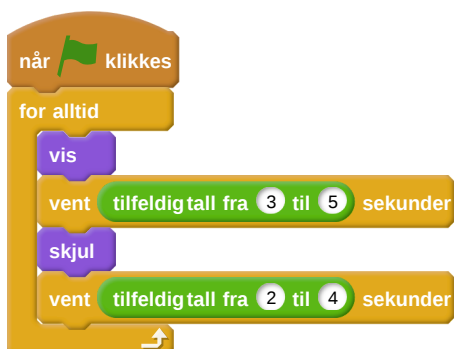 når klikkes
for alltid
vis
vent tilfeldig tall fra 3 til 5 sekunder
skjul
vent tilfeldig tall fra 2 til 4 sekunder